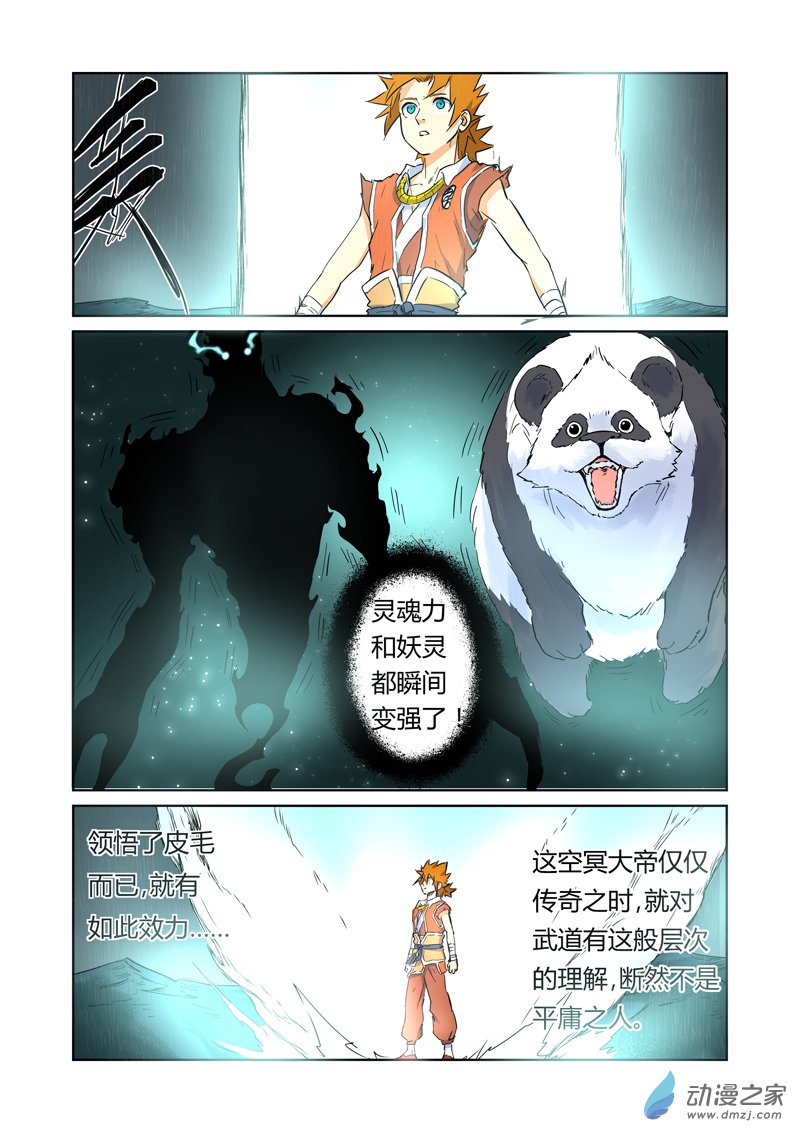 灵魂力
和妖灵
都瞬间
变强了！
领悟了皮毛
而已，就有
如此效力……
这空冥大帝仅仅
传奇之时，就对
武道有这般层次
的理解，断然不是
平庸之人。
动漫之家
www.dmzj.com